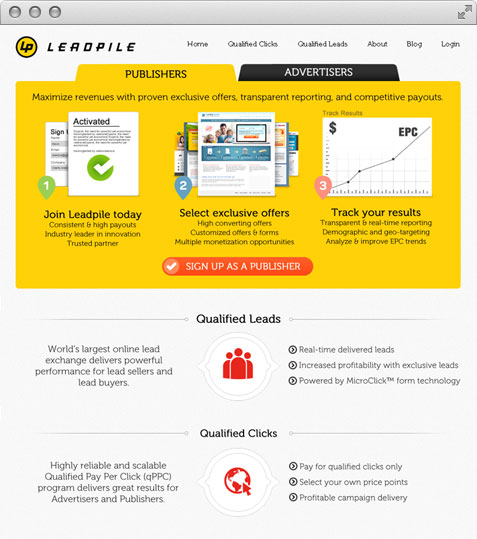 LP LEADPILE
Home Qualified Clicks Qualified Leads About Blog Login
PUBLISHERS
ADVERTISERS
Maximize revenues with proven exclusive offers, transparent reporting, and competitive payouts.
Activated
Track Results
$
EPC
1
2
3
Join Leadpile today
Consistent & high payouts
Industry leader in innovation
Trusted partner
Select exclusive offers
High converting offers
Customized offers & forms
Multiple monetization opportunities
Track your results
Transparent & real-time reporting
Demographic and geo-targeting
Analyze & improve EPC trends
SIGN UP AS A PUBLISHER
Qualified Leads
World's largest online lead
exchange delivers powerful
performance for lead sellers and
lead buyers.
Real-time delivered leads
Increased profitability with exclusive leads
Powered by MicroClick™ form technology
Qualified Clicks
Highly reliable and scalable
Qualified Pay Per Click (qPPC)
program delivers great results for
Advertisers and Publishers.
Pay for qualified clicks only
Select your own price points
Profitable campaign delivery